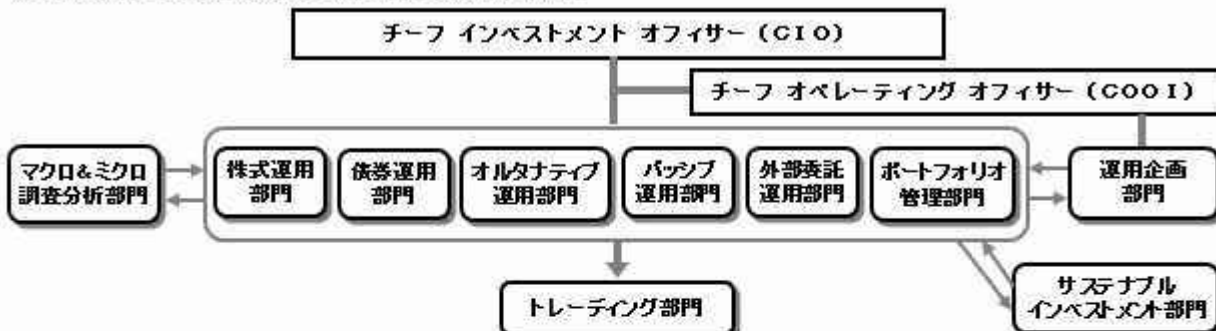 チーフ インベストメント オフィサー（CIO）
チーフ オペレーティング オフィサー（COO I）
マクロ&ミクロ
調査分析部門
株式運用
部門
債券運用
部門
オルタナティブ
運用部門
パッシブ
運用部門
外部委託
運用部門
ポートフォリオ
管理部門
運用企画
部門
トレーディング部門
サステナブル
インベストメント部門